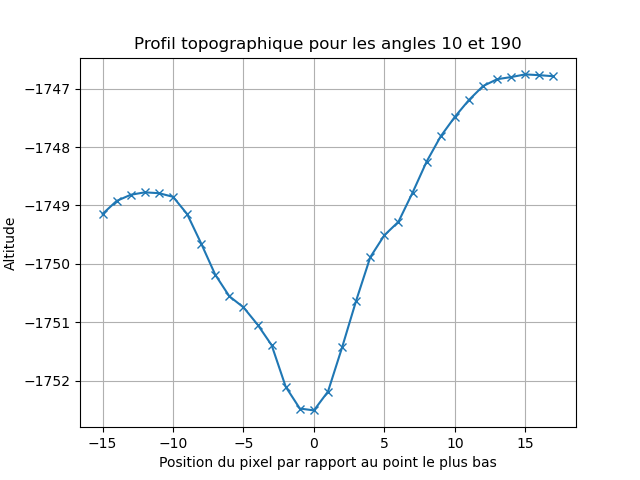 Profil topographique pour les angles 10 et 190
−1747
−1748
−1749
−1750
−1751
−1752
Altitude
−15 −10 −5 0 5 10 15
Position du pixel par rapport au point le plus bas